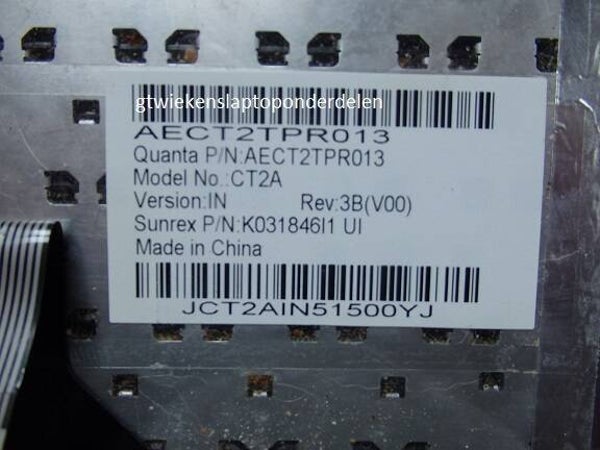 gtwiekenslaptoponderdelen
AECT2TPR013
Quanta P/N:AECT2TPR013
Model No.:CT2A
Version:IN Rev:3B(V00)
Sunrex P/N:K031846I1 UI
Made in China
JCT2AIN51500YJ